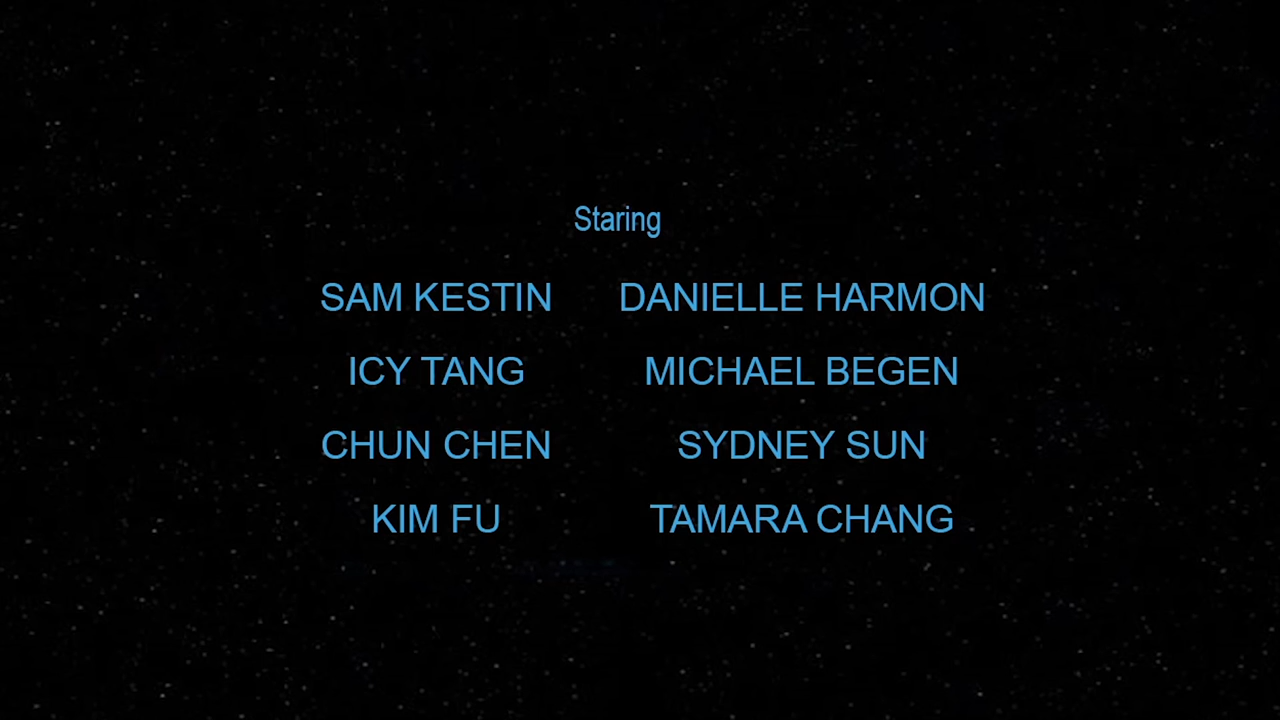 Staring
SAM KESTIN DANIELLE HARMON
ICY TANG MICHAEL BEGEN
CHUN CHEN SYDNEY SUN
KIM FU TAMARA CHANG